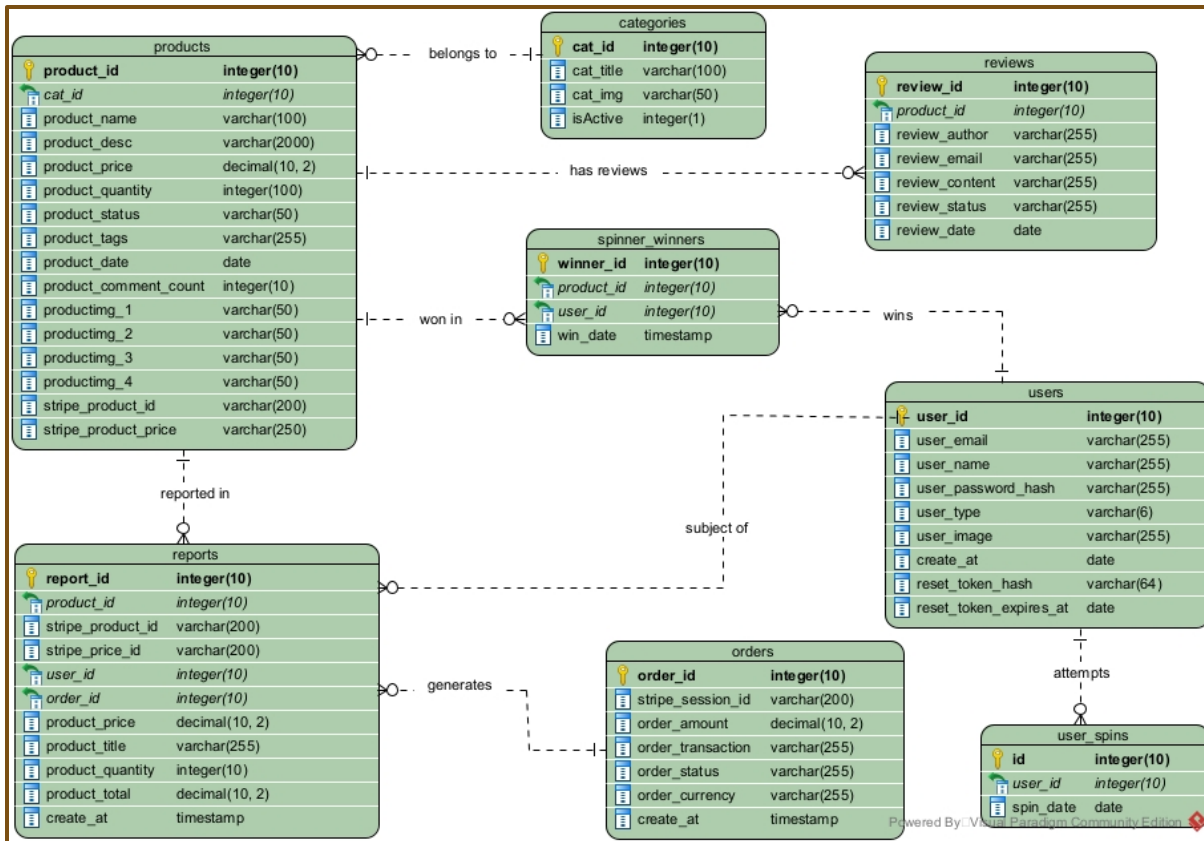 products
product_id integer(10)
cat_id integer(10)
product_name varchar(100)
product_desc varchar(2000)
product_price decimal(10, 2)
product_quantity integer(100)
product_status varchar(50)
product_tags varchar(255)
product_date date
product_comment_count integer(10)
productimg_1 varchar(50)
productimg_2 varchar(50)
productimg_3 varchar(50)
productimg_4 varchar(50)
stripe_product_id varchar(200)
stripe_product_price varchar(250)
belongs to
categories
cat_id integer(10)
cat_title varchar(100)
cat_img varchar(50)
isActive integer(1)
has reviews
reviews
review_id integer(10)
product_id integer(10)
review_author varchar(255)
review_email varchar(255)
review_content varchar(255)
review_status varchar(255)
review_date date
won in
spinner_winners
winner_id integer(10)
product_id integer(10)
user_id integer(10)
win_date timestamp
wins
users
user_id integer(10)
user_email varchar(255)
user_name varchar(255)
user_password_hash varchar(255)
user_type varchar(6)
user_image varchar(255)
create_at date
reset_token_hash varchar(64)
reset_token_expires_at date
reported in
subject of
reports
report_id integer(10)
product_id integer(10)
stripe_product_id varchar(200)
stripe_price_id varchar(200)
user_id integer(10)
order_id integer(10)
product_price decimal(10, 2)
product_title varchar(255)
product_quantity integer(10)
product_total decimal(10, 2)
create_at timestamp
generates
orders
order_id integer(10)
stripe_session_id varchar(200)
order_amount decimal(10, 2)
order_transaction varchar(255)
order_status varchar(255)
order_currency varchar(255)
create_at timestamp
attempts
user_spins
id integer(10)
user_id integer(10)
spin_date date
Powered By Visual Paradigm Community Edition